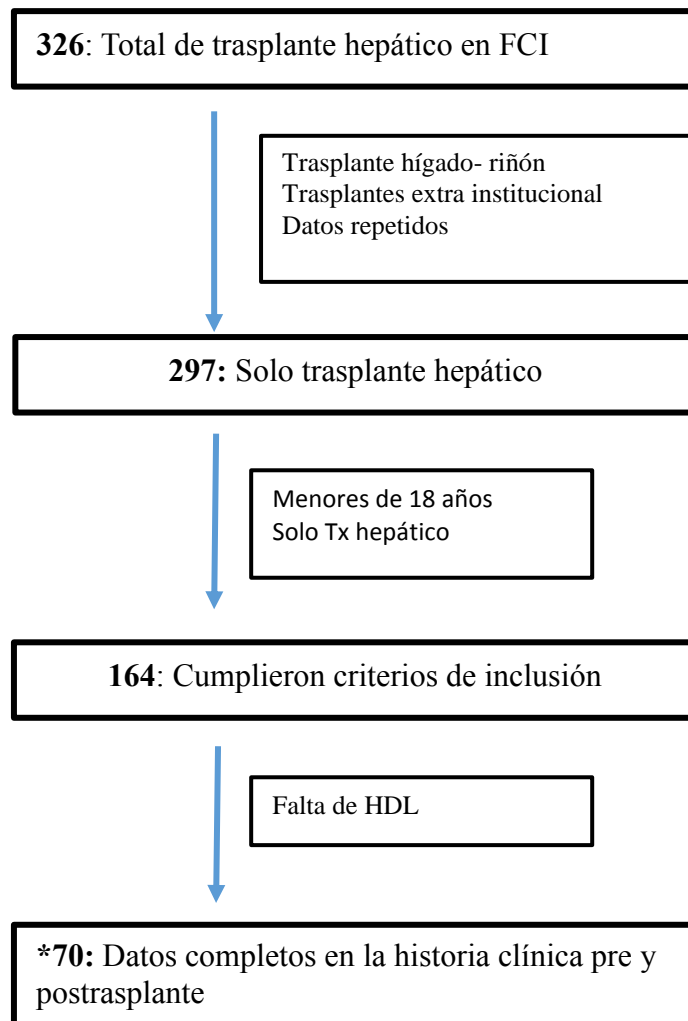 326: Total de trasplante hepático en FCI
Trasplante hígado- riñón
Trasplantes extra institucional
Datos repetidos
297: Solo trasplante hepático
Menores de 18 años
Solo Tx hepático
164: Cumplieron criterios de inclusión
Falta de HDL
*70: Datos completos en la historia clínica pre y
postrasplante